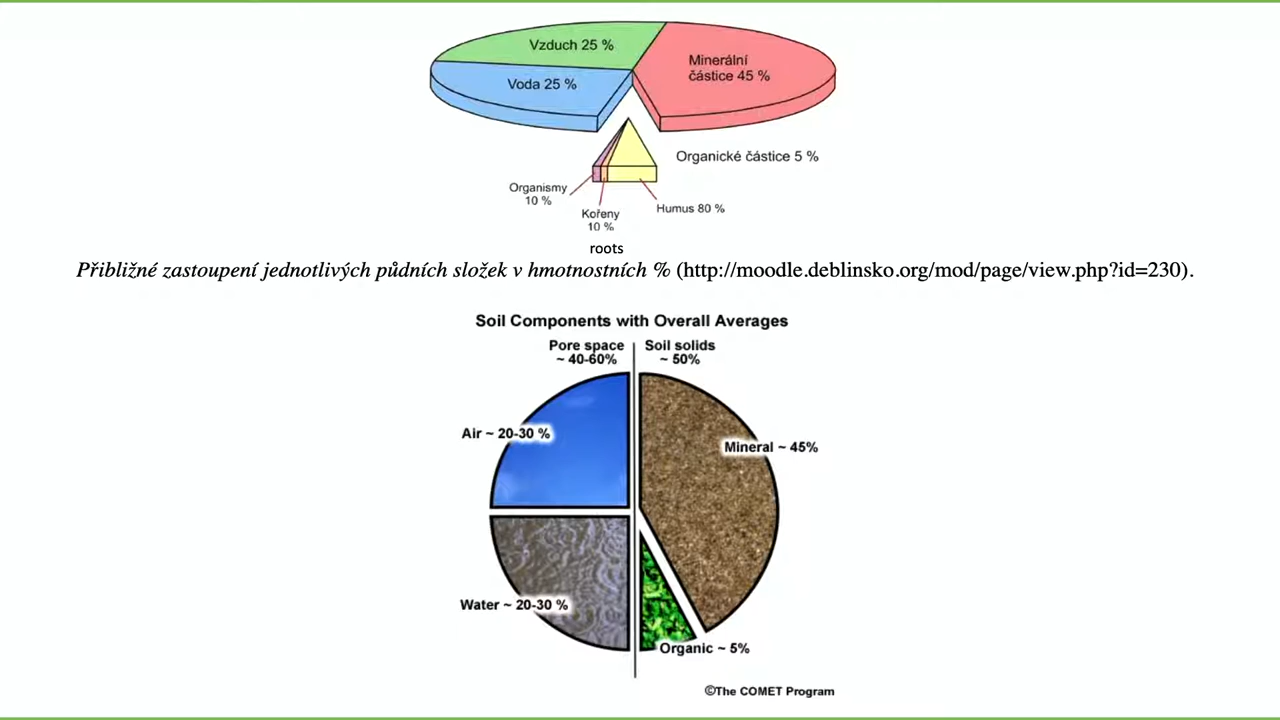 Vzduch 25 %
Minerální
částice 45 %
Voda 25 %
Organické částice 5 %
Organismy
10 %
Humus 80 %
Kořeny
10 %
roots
Přibližné zastoupení jednotlivých půdních složek v hmotnostních % (http://moodle.deblinsko.org/mod/page/view.php?id=230).
Soil Components with Overall Averages
Pore space
~ 40-60%
Soil solids
~ 50%
Air ~ 20-30 %
Mineral ~ 45%
Water ~ 20-30 %
Organic ~ 5%
©The COMET Program